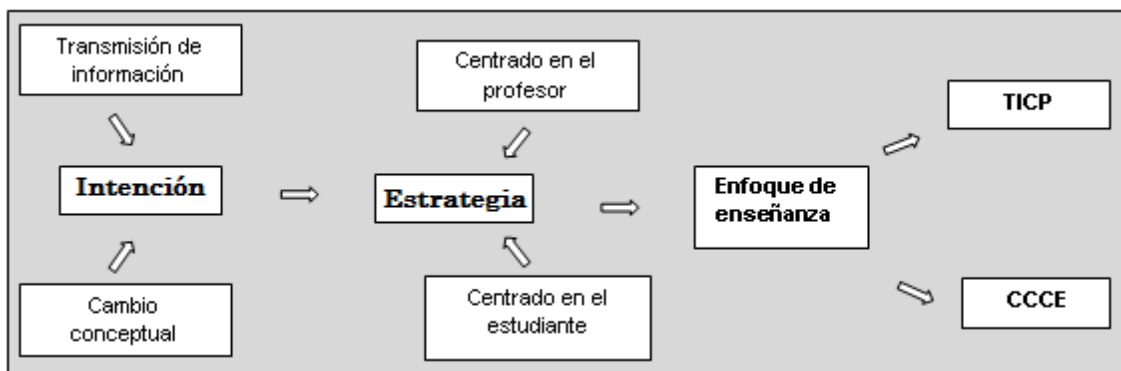 Transmisión de
información
Centrado en el
profesor
TICP
Intención
Estrategia
Enfoque de
enseñanza
Cambio
conceptual
Centrado en el
estudiante
CCCE